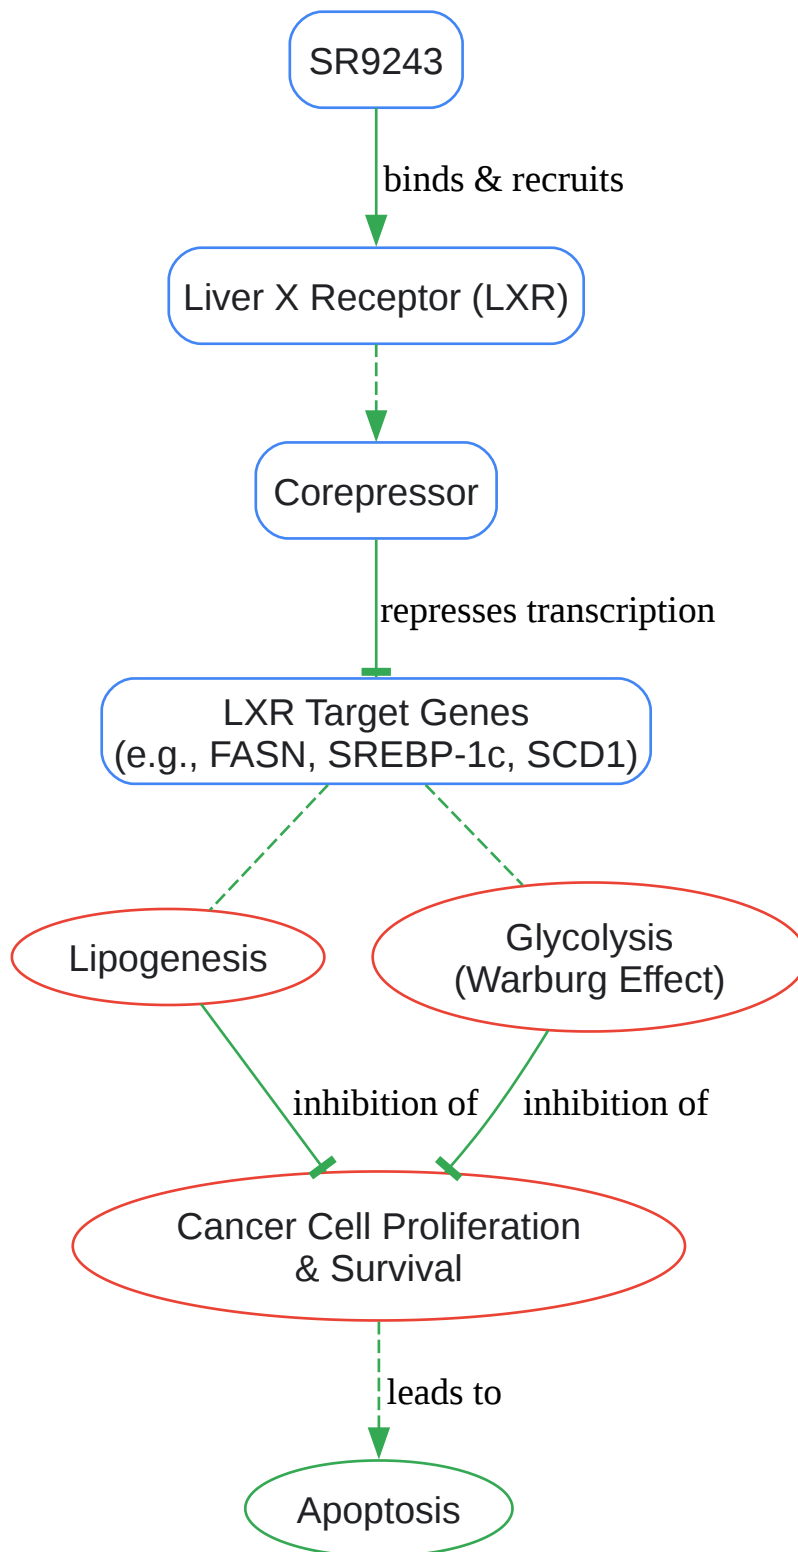 SR9243
binds & recruits
Liver X Receptor (LXR)
Corepressor
represses transcription
LXR Target Genes
(e.g., FASN, SREBP-1c, SCD1)
Lipogenesis
Glycolysis
(Warburg Effect)
inhibition of
inhibition of
Cancer Cell Proliferation
& Survival
leads to
Apoptosis